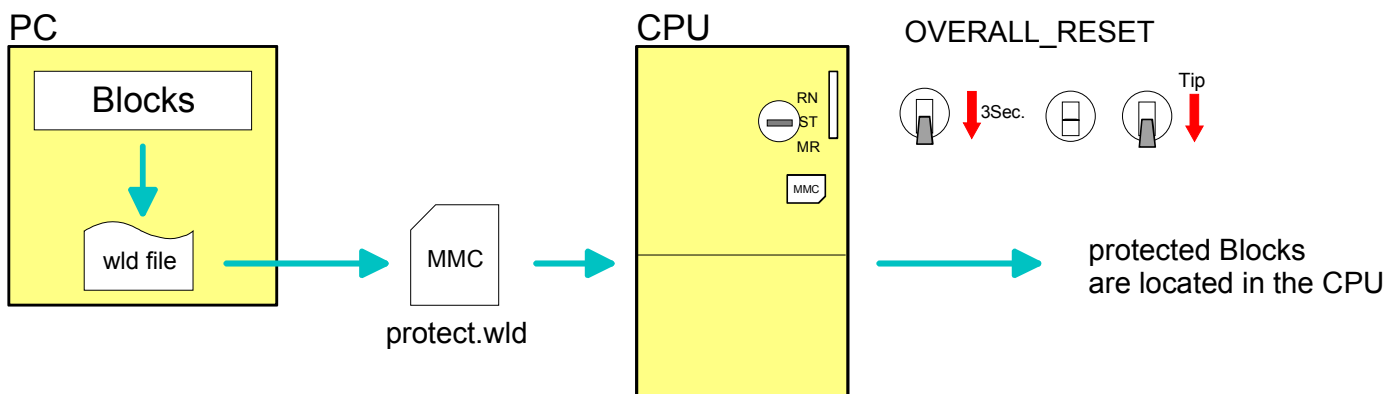 PC
Blocks
wld file
MMC
protect.wld
CPU
RN
ST
MR
MMC
OVERALL_RESET
3Sec.
Tip
protected Blocks
are located in the CPU